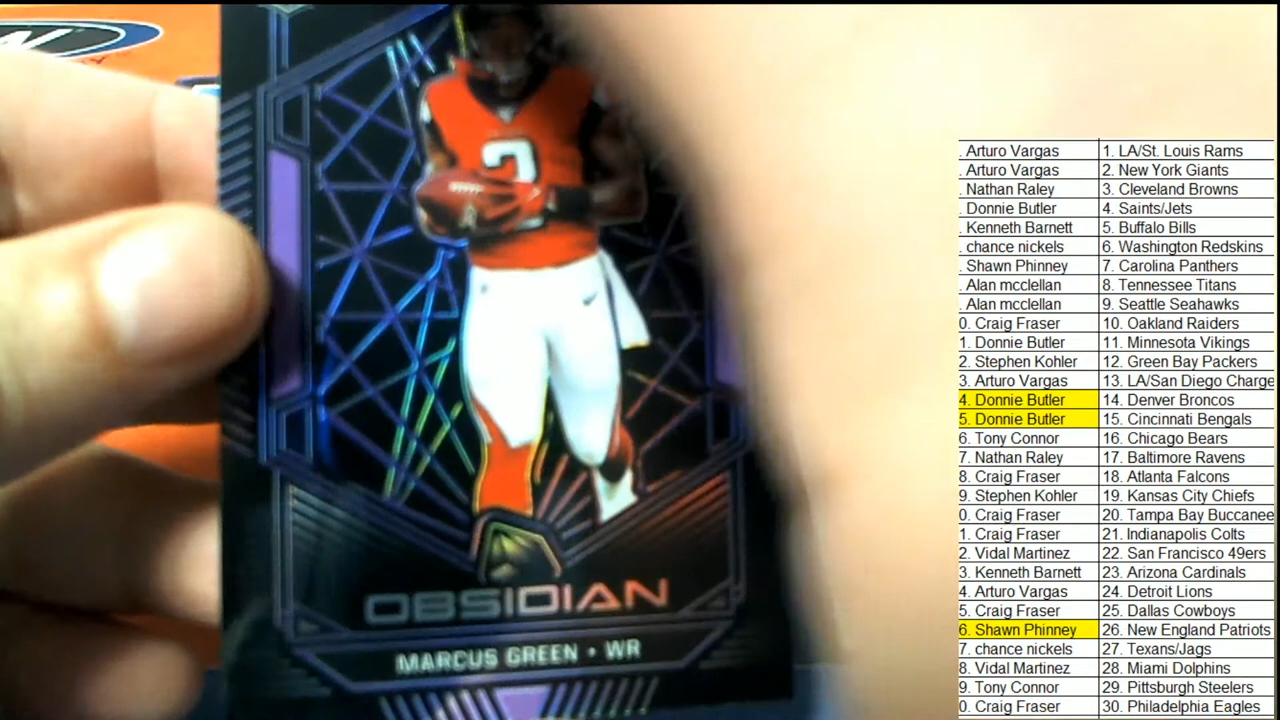 OBSIDIAN
MARCUS GREEN • WR
2
. Arturo Vargas 1. LA/St. Louis Rams
. Arturo Vargas 2. New York Giants
. Nathan Raley 3. Cleveland Browns
. Donnie Butler 4. Saints/Jets
. Kenneth Barnett 5. Buffalo Bills
. chance nickels 6. Washington Redskins
. Shawn Phinney 7. Carolina Panthers
. Alan mcclellan 8. Tennessee Titans
. Alan mcclellan 9. Seattle Seahawks
0. Craig Fraser 10. Oakland Raiders
1. Donnie Butler 11. Minnesota Vikings
2. Stephen Kohler 12. Green Bay Packers
3. Arturo Vargas 13. LA/San Diego Charge
4. Donnie Butler 14. Denver Broncos
5. Donnie Butler 15. Cincinnati Bengals
6. Tony Connor 16. Chicago Bears
7. Nathan Raley 17. Baltimore Ravens
8. Craig Fraser 18. Atlanta Falcons
9. Stephen Kohler 19. Kansas City Chiefs
0. Craig Fraser 20. Tampa Bay Buccanee
1. Craig Fraser 21. Indianapolis Colts
2. Vidal Martinez 22. San Francisco 49ers
3. Kenneth Barnett 23. Arizona Cardinals
4. Arturo Vargas 24. Detroit Lions
5. Craig Fraser 25. Dallas Cowboys
6. Shawn Phinney 26. New England Patriots
7. chance nickels 27. Texans/Jags
8. Vidal Martinez 28. Miami Dolphins
9. Tony Connor 29. Pittsburgh Steelers
0. Craig Fraser 30. Philadelphia Eagles